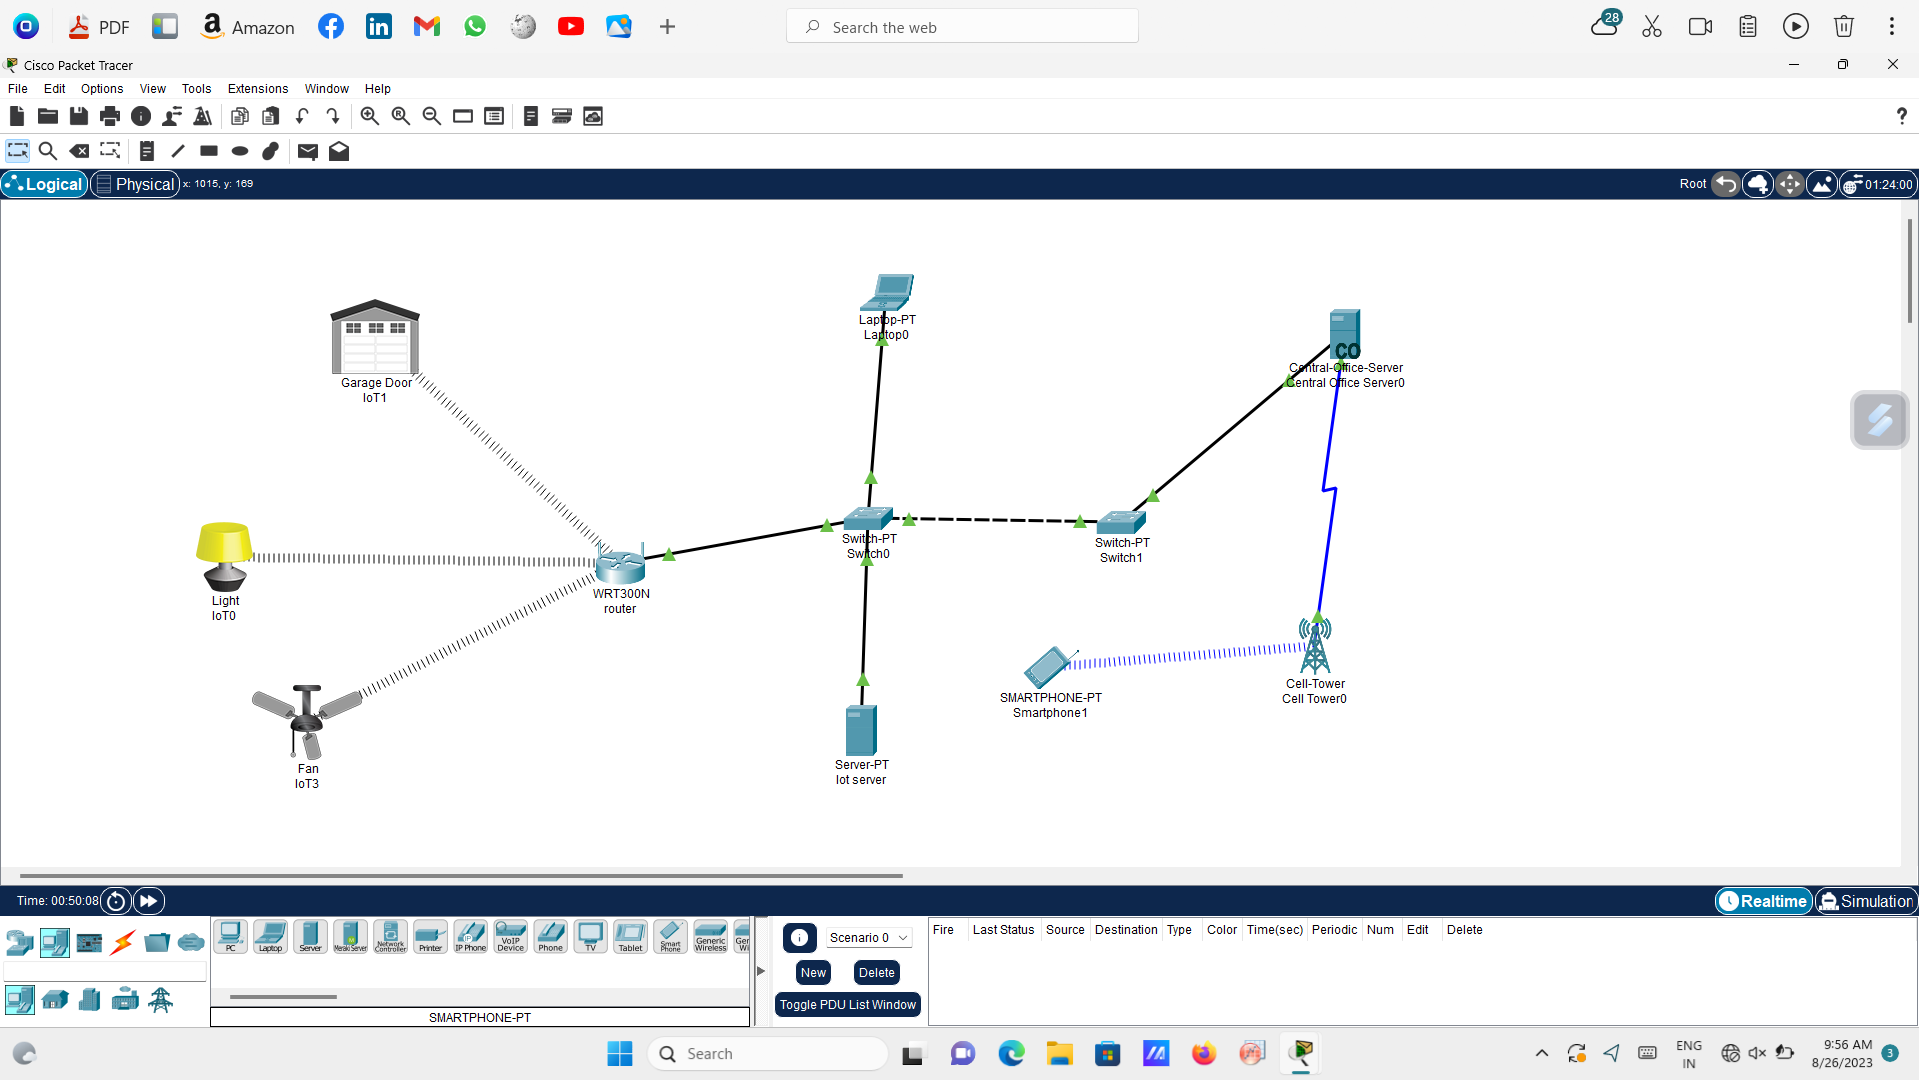 PDF
Amazon
Search the web
28
Cisco Packet Tracer
File Edit Options View Tools Extensions Window Help
Logical Physical x: 1015, y: 169 Root 01:24:00
Laptop-PT
Laptop0
Garage Door
IoT1
CO
Central-Office-Server
Central Office Server0
Switch-PT
Switch0
Switch-PT
Switch1
Light
IoT0
WRT300N
router
SMARTPHONE-PT
Smartphone1
Cell-Tower
Cell Tower0
Fan
IoT3
Server-PT
Iot server
Time: 00:50:08 Realtime Simulation
PC Laptop Server Meraki Server Network Controller Printer IP Phone VoIP Device Phone TV Tablet Smart Phone Generic Wireless
Scenario 0
New Delete
Toggle PDU List Window
Fire Last Status Source Destination Type Color Time(sec) Periodic Num Edit Delete
SMARTPHONE-PT
Search
ENG
IN
9:56 AM
8/26/2023
3